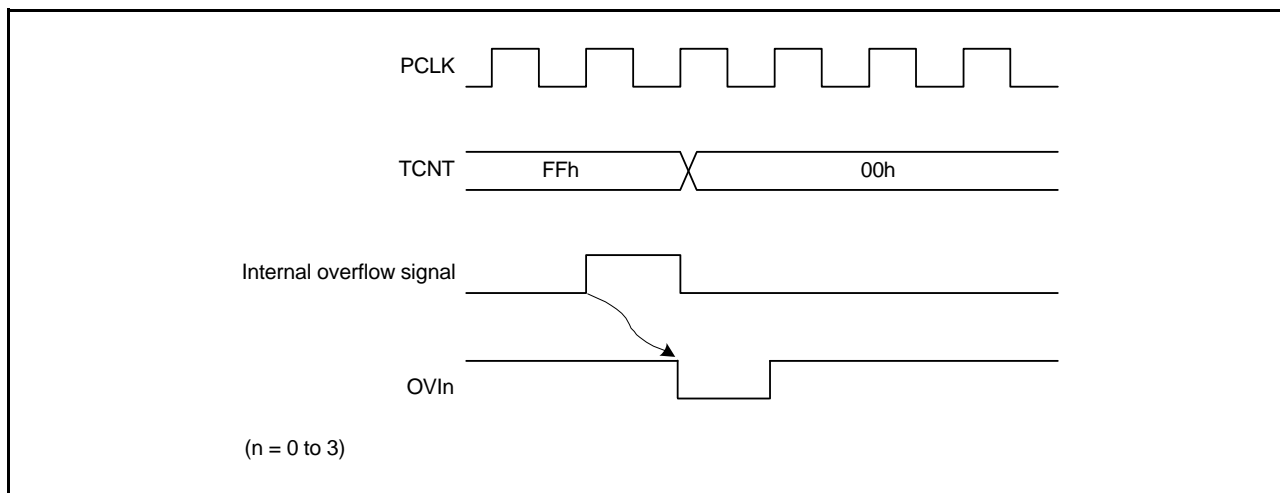 PCLK
TCNT FFh 00h
Internal overflow signal
OVIn
(n = 0 to 3)